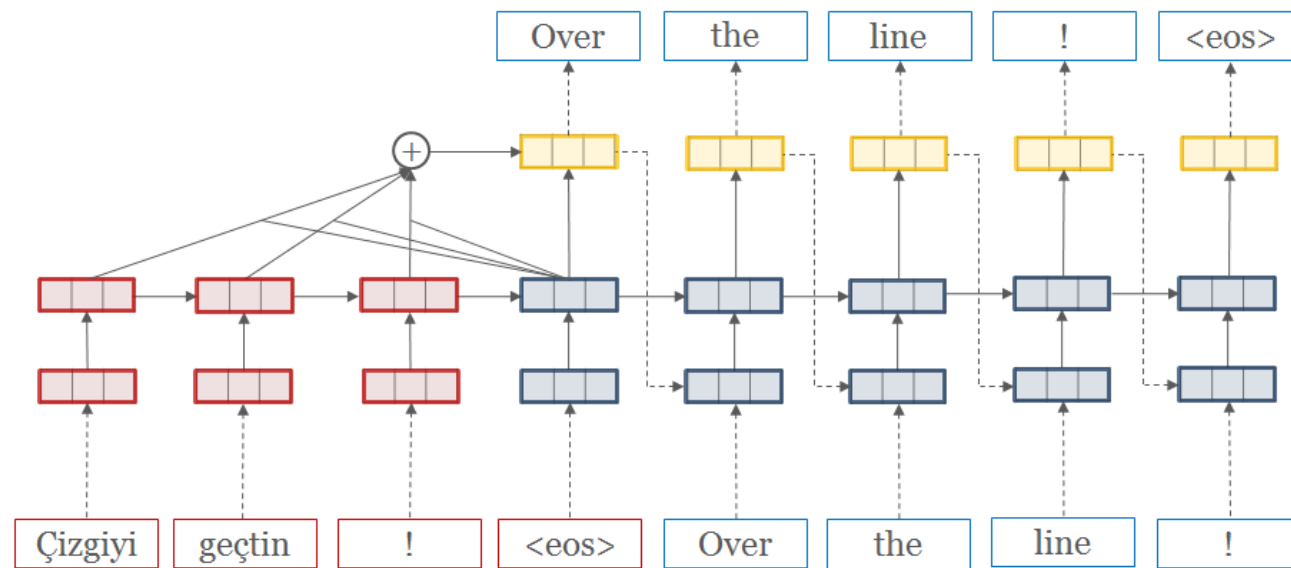 Over the line ! <eos>
+
Çizgiyi geçtin ! <eos> Over the line !